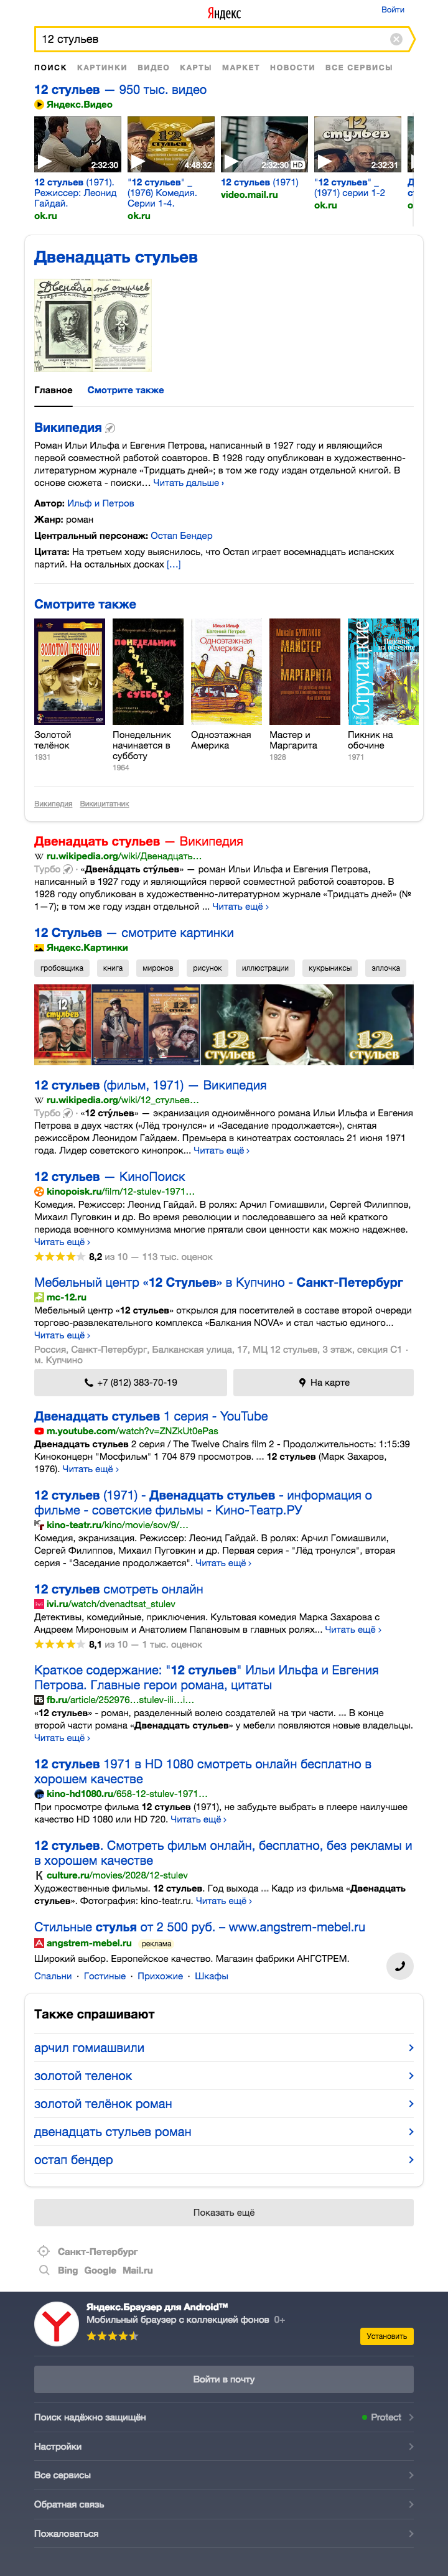 Яндекс
Войти
12 стульев
ПОИСК КАРТИНКИ ВИДЕО КАРТЫ МАРКЕТ НОВОСТИ ВСЕ СЕРВИСЫ
12 стульев — 950 тыс. видео
Яндекс.Видео
2:32:30
4:48:32
2:32:30 HD
2:32:31
12 стульев (1971). Режиссер: Леонид Гайдай.
ok.ru
"12 стульев" _ (1976) Комедия. Серии 1-4.
ok.ru
12 стульев (1971)
video.mail.ru
"12 стульев" _ (1971) серии 1-2
ok.ru
Двенадцать стульев
Главное Смотрите также
Википедия
Роман Ильи Ильфа и Евгения Петрова, написанный в 1927 году и являющийся
первой совместной работой соавторов. В 1928 году опубликован в художественно-
литературном журнале «Тридцать дней»; в том же году издан отдельной книгой. В
основе сюжета - поиски... Читать дальше ›
Автор: Ильф и Петров
Жанр: роман
Центральный персонаж: Остап Бендер
Цитата: На третьем ходу выяснилось, что Остап играет восемнадцать испанских
партий. На остальных досках [...]
Смотрите также
Золотой телёнок
1931
Понедельник начинается в субботу
1964
Одноэтажная Америка
Мастер и Маргарита
1928
Пикник на обочине
1971
Википедия Викицитатник
Двенадцать стульев — Википедия
ru.wikipedia.org/wiki/Двенадцать...
Турбо · «Двена́дцать сту́льев» — роман Ильи Ильфа и Евгения Петрова,
написанный в 1927 году и являющийся первой совместной работой соавторов. В
1928 году опубликован в художественно-литературном журнале «Тридцать дней» (№
1—7); в том же году издан отдельной ... Читать ещё ›
12 Стульев — смотрите картинки
Яндекс.Картинки
гробовщика книга миронов рисунок иллюстрации кукрыниксы эллочка
12 стульев (фильм, 1971) — Википедия
ru.wikipedia.org/wiki/12_стульев...
Турбо · «12 сту́льев» — экранизация одноимённого романа Ильи Ильфа и Евгения
Петрова в двух частях («Лёд тронулся» и «Заседание продолжается»), снятая
режиссёром Леонидом Гайдаем. Премьера в кинотеатрах состоялась 21 июня 1971
года. Лидер советского кинопрок... Читать ещё ›
12 стульев — КиноПоиск
kinopoisk.ru/film/12-stulev-1971...
Комедия. Режиссер: Леонид Гайдай. В ролях: Арчил Гомиашвили, Сергей Филиппов,
Михаил Пуговкин и др. Во время революции и последовавшего за ней краткого
периода военного коммунизма многие прятали свои ценности как можно надежнее.
Читать ещё ›
8,2 из 10 — 113 тыс. оценок
Мебельный центр «12 Стульев» в Купчино - Санкт-Петербург
mc-12.ru
Мебельный центр «12 стульев» открылся для посетителей в составе второй очереди
торгово-развлекательного комплекса «Балкания NOVA» и стал частью единого...
Читать ещё ›
Россия, Санкт-Петербург, Балканская улица, 17, МЦ 12 стульев, 3 этаж, секция С1 ·
м. Купчино
+7 (812) 383-70-19
На карте
Двенадцать стульев 1 серия - YouTube
m.youtube.com/watch?v=ZNZkUt0ePas
Двенадцать стульев 2 серия / The Twelve Chairs film 2 - Продолжительность: 1:15:39
Киноконцерн "Мосфильм" 1 704 879 просмотров. ... 12 стульев (Марк Захаров,
1976). Читать ещё ›
12 стульев (1971) - Двенадцать стульев - информация о
фильме - советские фильмы - Кино-Театр.РУ
kino-teatr.ru/kino/movie/sov/9/...
Комедия, экранизация. Режиссер: Леонид Гайдай. В ролях: Арчил Гомиашвили,
Сергей Филиппов, Михаил Пуговкин и др. Первая серия - "Лёд тронулся", вторая
серия - "Заседание продолжается". Читать ещё ›
12 стульев смотреть онлайн
ivi.ru/watch/dvenadtsat_stulev
Детективы, комедийные, приключения. Культовая комедия Марка Захарова с
Андреем Мироновым и Анатолием Папановым в главных ролях... Читать ещё ›
8,1 из 10 — 1 тыс. оценок
Краткое содержание: "12 стульев" Ильи Ильфа и Евгения
Петрова. Главные герои романа, цитаты
fb.ru/article/252976...stulev-ili...i...
«12 стульев» - роман, разделенный волею создателей на три части. ... В конце
второй части романа «Двенадцать стульев» у мебели появляются новые владельцы.
Читать ещё ›
12 стульев 1971 в HD 1080 смотреть онлайн бесплатно в
хорошем качестве
kino-hd1080.ru/658-12-stulev-1971...
При просмотре фильма 12 стульев (1971), не забудьте выбрать в плеере наилучшее
качество HD 1080 или HD 720. Читать ещё ›
12 стульев. Смотреть фильм онлайн, бесплатно, без рекламы и
в хорошем качестве
culture.ru/movies/2028/12-stulev
Художественные фильмы. 12 стульев. Год выхода ... Кадр из фильма «Двенадцать
стульев». Фотография: kino-teatr.ru. Читать ещё ›
Стильные стулья от 2 500 руб. – www.angstrem-mebel.ru
angstrem-mebel.ru реклама
Широкий выбор. Европейское качество. Магазин фабрики АНГСТРЕМ.
Спальни · Гостиные · Прихожие · Шкафы
Также спрашивают
арчил гомиашвили
золотой теленок
золотой телёнок роман
двенадцать стульев роман
остап бендер
Показать ещё
Санкт-Петербург
Bing Google Mail.ru
Яндекс.Браузер для Android™
Мобильный браузер с коллекцией фонов 0+
Установить
Войти в почту
Поиск надёжно защищён Protect
Настройки
Все сервисы
Обратная связь
Пожаловаться